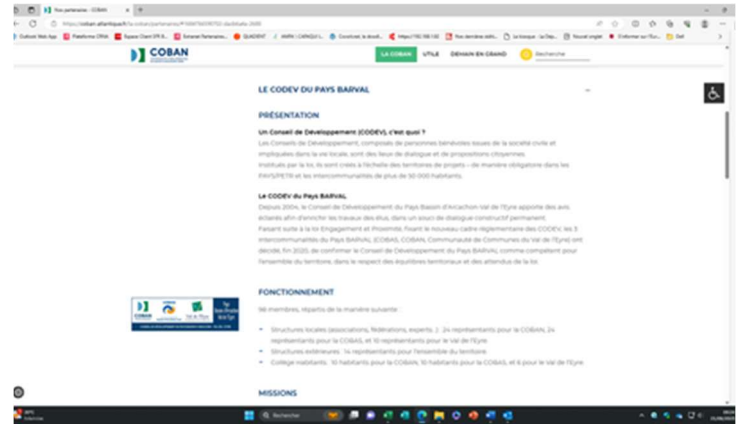 Nos partenaires - COBAN
COBAN
LA COBAN UTILE DEMAIN EN GRAND Recherche
LE CODEV DU PAYS BARVAL
PRÉSENTATION
Un Conseil de Développement (CODEV), c'est quoi ?
Les Conseils de Développement, composés de personnes bénévoles issues de la société civile et
impliquées dans la vie locale, sont des lieux de dialogue et de propositions citoyennes.
Institués par la loi, ils sont créés à l'échelle des territoires de projets – de manière obligatoire dans les
PAYS/PETR et les intercommunalités de plus de 50 000 habitants.
Le CODEV du Pays BARVAL
Depuis 2004, le Conseil de Développement du Pays Bassin d'Arcachon Val de l'Eyre apporte des avis
éclairés afin d'enrichir les travaux des élus, dans un souci de dialogue constructif permanent.
Faisant suite à la loi Engagement et Proximité, fixant le nouveau cadre réglementaire des CODEV, les 3
intercommunalités du Pays BARVAL (COBAS, COBAN, Communauté de Communes du Val de l'Eyre) ont
décidé, fin 2020, de confirmer le Conseil de Développement du Pays BARVAL comme compétent pour
l'ensemble du territoire, dans le respect des équilibres territoriaux et des attendus de la loi.
FONCTIONNEMENT
98 membres, répartis de la manière suivante :
Structures locales (associations, fédérations, experts...) : 24 représentants pour la COBAN, 24
représentants pour la COBAS, et 10 représentants pour le Val de l'Eyre.
Structures extérieures : 14 représentants pour l'ensemble du territoire
Collège habitants : 10 habitants pour la COBAN, 10 habitants pour la COBAS, et 6 pour le Val de l'Eyre.
MISSIONS
Rechercher